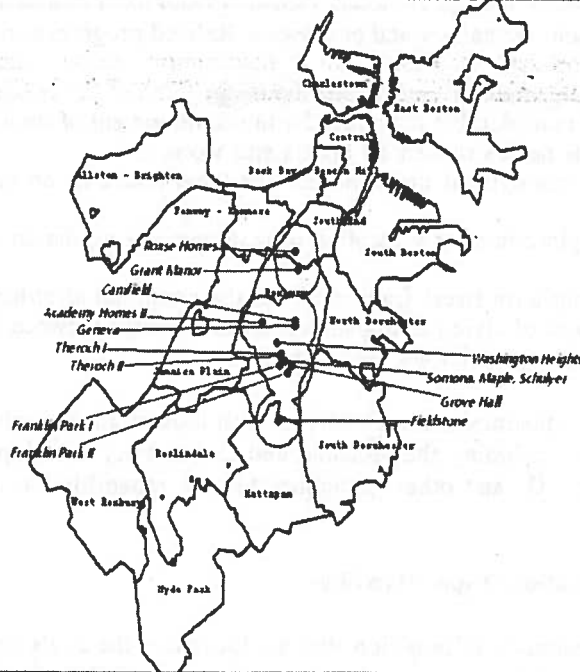 Charlestown
East Boston
Central
Allston - Brighton
Back Bay
Beacon Hill
Fenway - Kenmore
South End
South Boston
Roxse Homes
Grant Manor
Canfield
Roxbury
Academy Homes II
North Dorchester
Geneva
Theroch I
Theroch II
Washington Heights
Jamaica Plain
Somona, Maple, Schulyer
Grove Hall
Franklin Park I
Fieldstone
Franklin Park II
South Dorchester
Roslindale
Mattapan
West Roxbury
Hyde Park